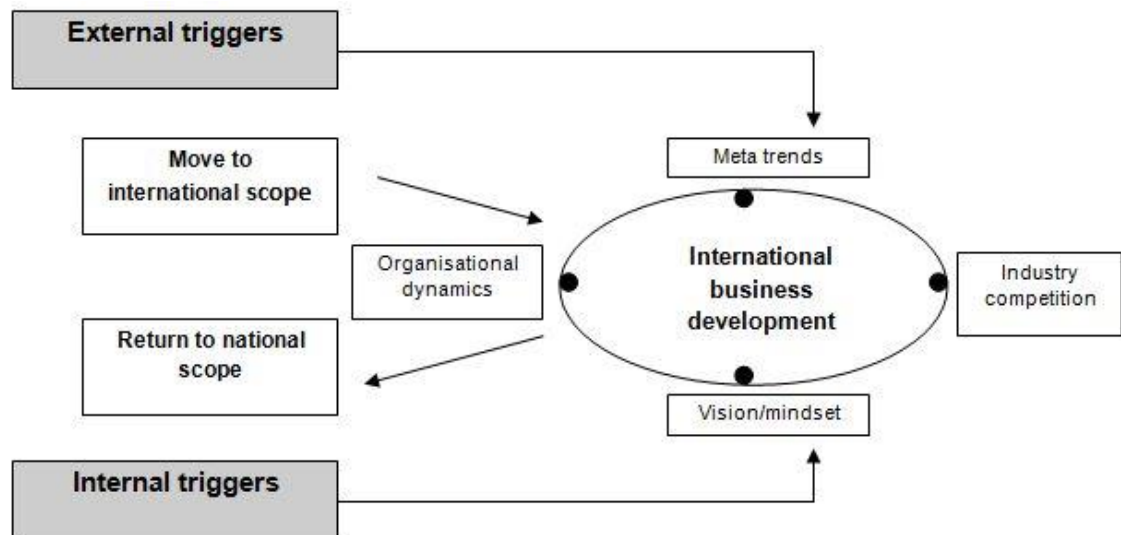 External triggers
Move to
international scope
Meta trends
Organisational
dynamics
International
business
development
Industry
competition
Return to national
scope
Vision/mindset
Internal triggers